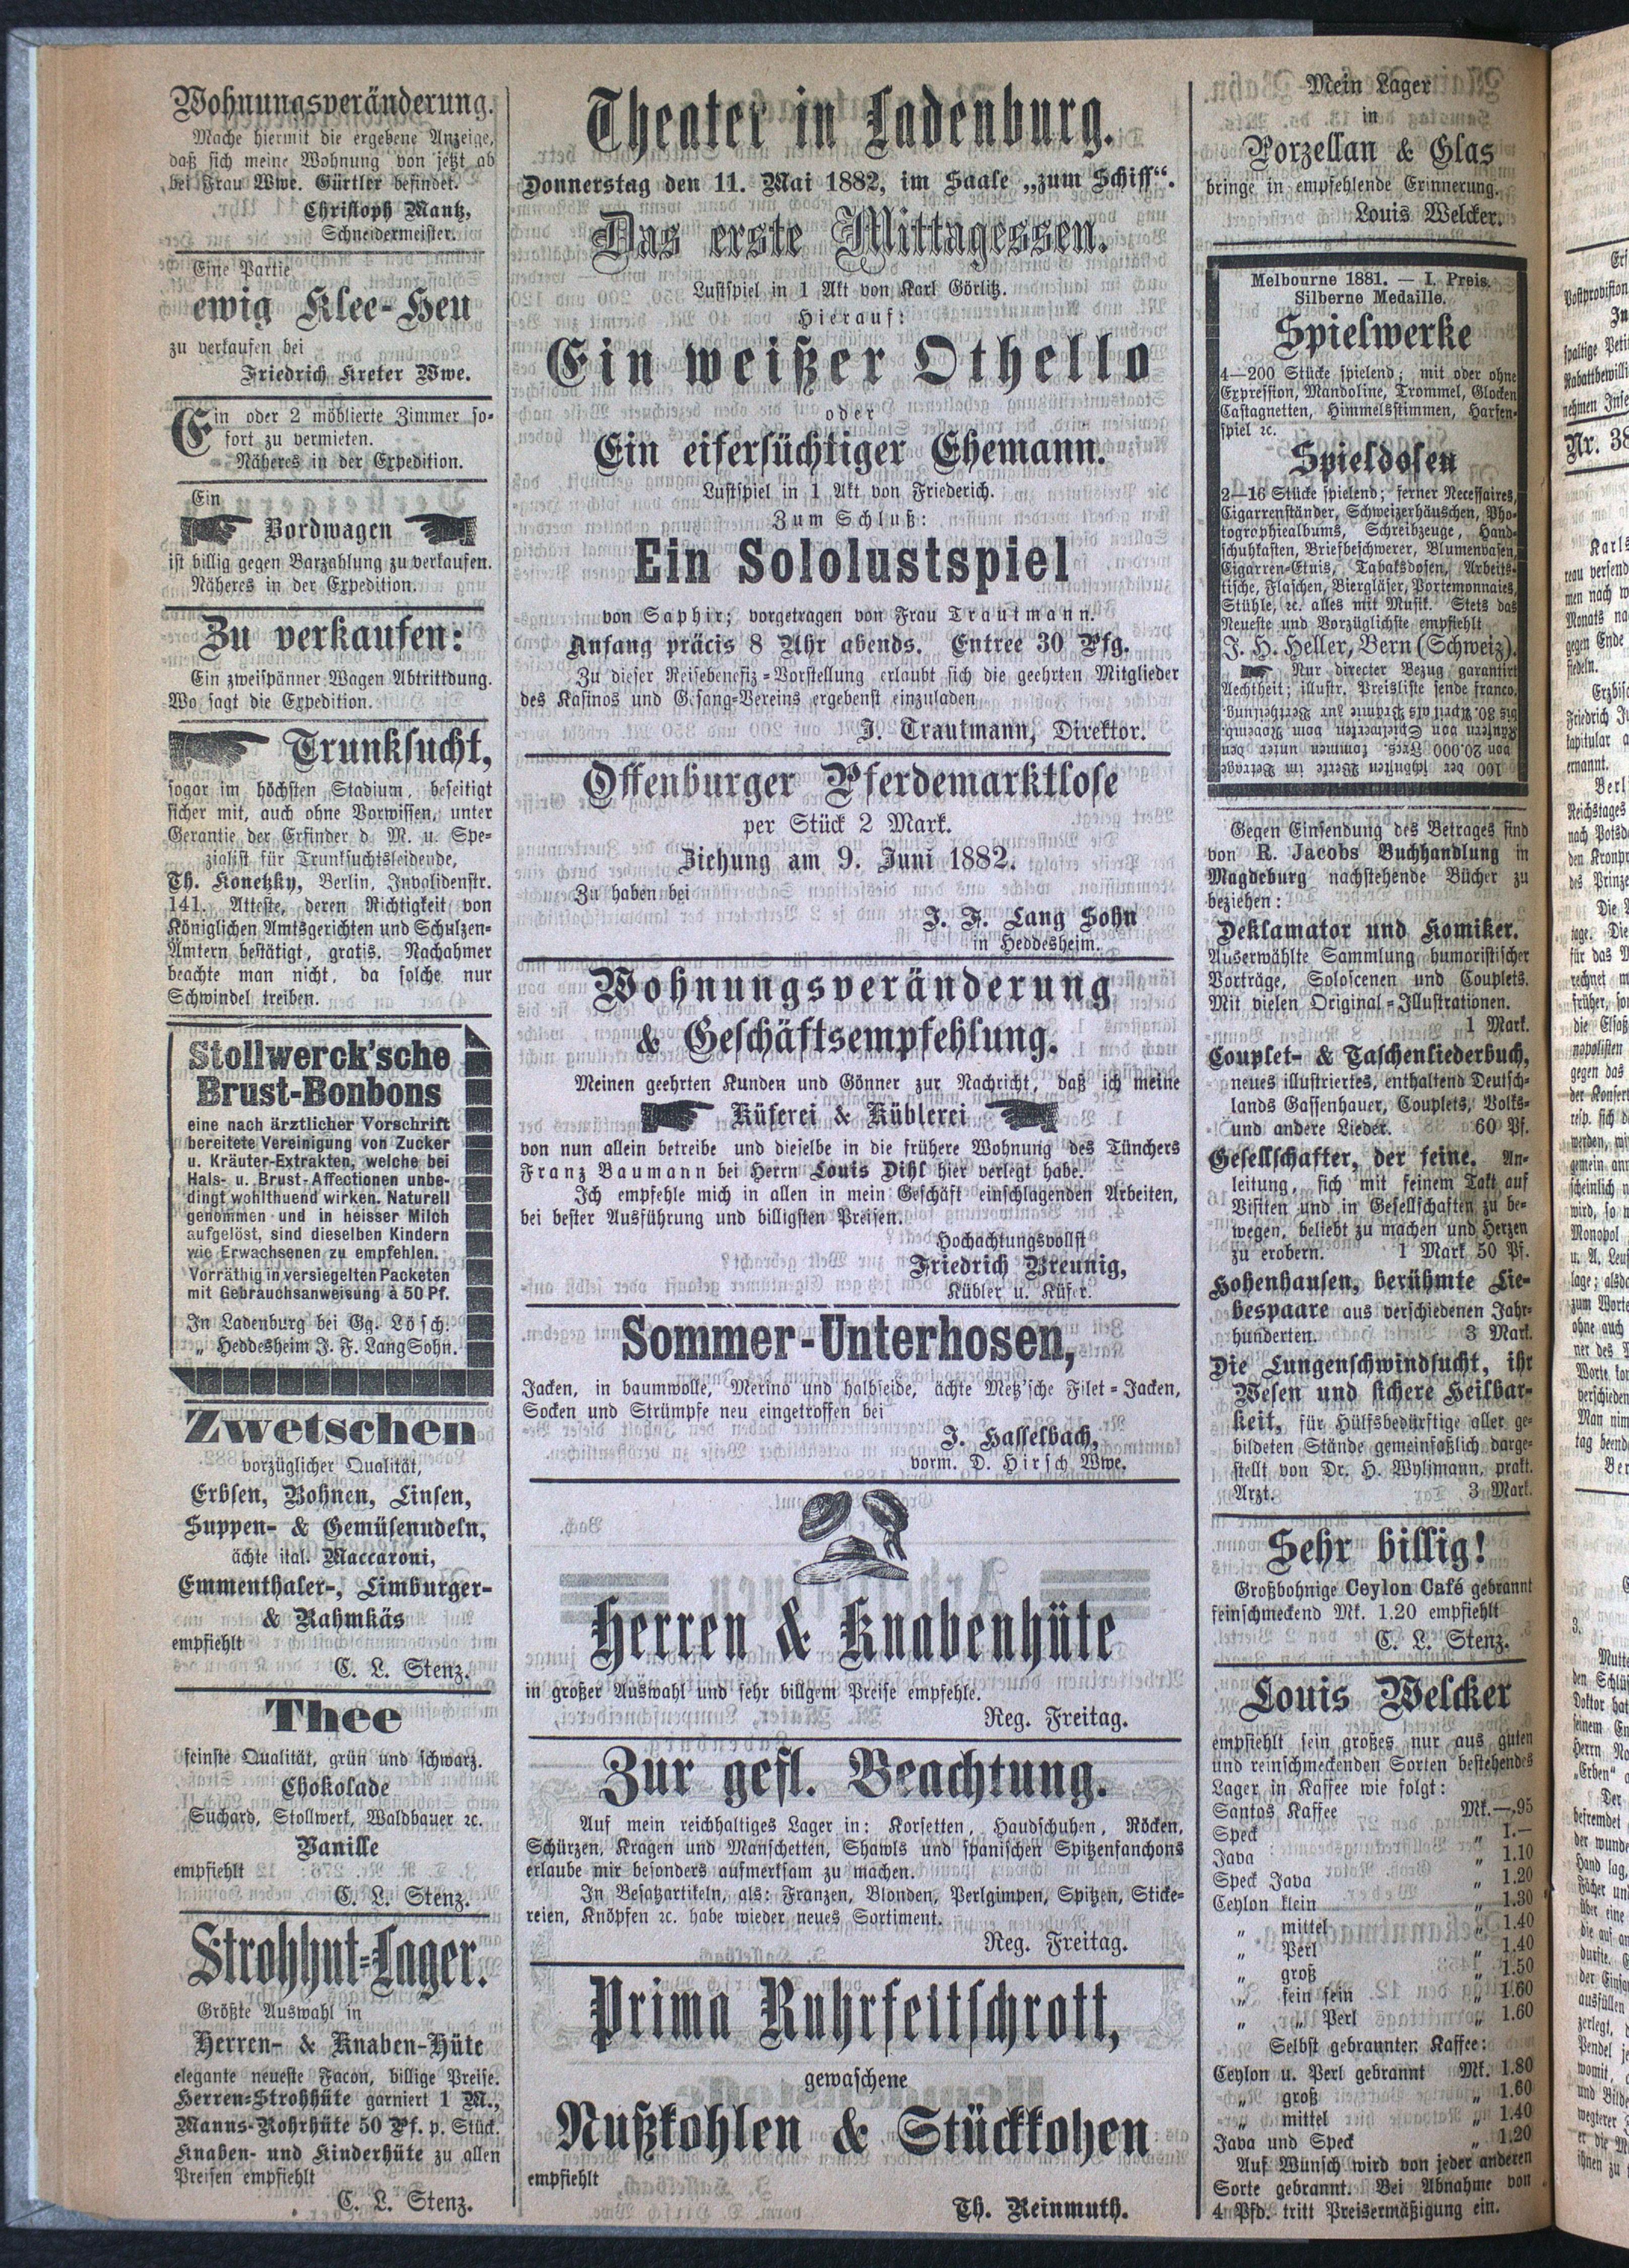 Wohnungsveränderung.
Mache hiermit die ergebene Anzeige,
daß sich meine Wohnung von jetzt ab
bei Frau Wwe. Gürtler befindet.
Christoph Mantz,
Schneidermeister.
Eine Partie
ewig Klee-Heu
zu verkaufen bei
Friedrich Kreter Wwe.
Ein oder 2 möblierte Zimmer so-
fort zu vermieten.
Näheres in der Expedition.
Ein
Bordwagen
ist billig gegen Barzahlung zu verkaufen.
Näheres in der Expedition.
Zu verkaufen:
Ein zweispänner Wagen Abtrittdung.
Wo sagt die Expedition.
Trunksucht,
sogar im höchsten Stadium, beseitigt
sicher mit, auch ohne Vorwissen, unter
Gerantie der Erfinder d M. u. Spe-
zialist für Trunksuchtsleidende,
Th. Konetzky, Berlin, Invalidenstr.
141. Atteste, deren Richtigkeit von
Königlichen Amtsgerichten und Schulzen-
Ämtern bestätigt, gratis. Nachahmer
beachte man nicht, da solche nur
Schwindel treiben.
Stollwerck'sche
Brust-Bonbons
eine nach ärztlicher Vorschrift
bereitete Vereinigung von Zucker
u. Kräuter-Extrakten, welche bei
Hals- u. Brust-Affectionen unbe-
dingt wohlthuend wirken. Naturell
genommen und in heisser Milch
aufgelöst, sind dieselben Kindern
wie Erwachsenen zu empfehlen.
Vorräthig in versiegelten Packeten
mit Gebrauchsanweisung à 50 Pf.
In Ladenburg bei Gg. Lösch.
„ Heddesheim J. F. Lang Sohn.
Zwetschen
vorzüglicher Qualität,
Erbsen, Bohnen, Linsen,
Suppen- & Gemüsenudeln,
ächte ital. Maccaroni,
Emmenthaler-, Limburger-
& Rahmkäs
empfiehlt
C. L. Stenz.
Thee
feinste Qualität, grün und schwarz.
Chokolade
Suchard, Stollwerk, Waldbauer ꝛc.
Vanille
empfiehlt
C. L. Stenz.
Strohhut-Lager.
Größte Auswahl in
Herren- & Knaben-Hüte
elegante neueste Facon, billige Preise.
Herren-Strohhüte garniert 1 M.,
Manns-Rohrhüte 50 Pf. p. Stück.
Knaben- und Kinderhüte zu allen
Preisen empfiehlt
C. L. Stenz.
Theater in Ladenburg.
Donnerstag den 11. Mai 1882, im Saale „zum Schiff“.
Das erste Mittagessen.
Lustspiel in 1 Akt von Karl Görlitz.
Hierauf:
Ein weißer Othello
oder
Ein eifersüchtiger Ehemann.
Lustspiel in 1 Akt von Friederich.
Zum Schluß:
Ein Sololustspiel
von Saphir; vorgetragen von Frau Trautmann.
Anfang präcis 8 Uhr abends. Entree 30 Pfg.
Zu dieser Reisebenefiz-Vorstellung erlaubt sich die geehrten Mitglieder
des Kasinos und Gesang-Vereins ergebenst einzuladen
J. Trautmann, Direktor.
Offenburger Pferdemarktlose
per Stück 2 Mark.
Ziehung am 9. Juni 1882.
Zu haben bei
J. F. Lang Sohn
in Heddesheim.
Wohnungsveränderung
& Geschäftsempfehlung.
Meinen geehrten Kunden und Gönner zur Nachricht, daß ich meine
Küferei & Küblerei
von nun allein betreibe und dieselbe in die frühere Wohnung des Tünchers
Franz Baumann bei Herrn Louis Dihl hier verlegt habe.
Ich empfehle mich in allen in mein Geschäft einschlagenden Arbeiten,
bei bester Ausführung und billigsten Preisen.
Hochachtungsvollst
Friedrich Breunig,
Kübler u. Küfer.
Sommer-Unterhosen,
Jacken, in baumwolle, Merino und halbseide, ächte Metz'sche Filet-Jacken,
Socken und Strümpfe neu eingetroffen bei
J. Hasselbach,
vorm. D. Hirsch Wwe.
Herren & Knabenhüte
in großer Auswahl und sehr billgem Preise empfehle.
Reg. Freitag.
Zur gefl. Beachtung.
Auf mein reichhaltiges Lager in: Korsetten, Haudschuhen, Röcken,
Schürzen, Kragen und Manschetten, Shawls und spanischen Spitzenfanchons
erlaube mir besonders aufmerksam zu machen.
In Besatzartikeln, als: Franzen, Blonden, Perlgimpen, Spitzen, Sticke-
reien, Knöpfen ꝛc. habe wieder neues Sortiment.
Reg. Freitag.
Prima Ruhrfettschrott,
gewaschene
Nußkohlen & Stückkohen
empfiehlt
Th. Reinmuth.
Mein Lager
in
Porzellan & Glas
bringe in empfehlende Erinnerung.
Louis Welcker.
Melbourne 1881. — I. Preis.
Silberne Medaille.
Spielwerke
4—200 Stücke spielend; mit oder ohne
Expression, Mandoline, Trommel, Glocken
Castagnetten, Himmelsstimmen, Harfen-
spiel ꝛc.
Spieldosen
2—16 Stücke spielend; ferner Necessaires,
Cigarrenständer, Schweizerhäuschen, Pho-
tographiealbums, Schreibzeuge, Hand-
schuhkasten, Briefbeschwerer, Blumenvasen,
Cigarren-Etuis, Tabaksdosen, Arbeits-
tische, Flaschen, Biergläser, Portemonnaies,
Stühle, ꝛc. alles mit Musik. Stets das
Neueste und Vorzüglichste empfiehlt
J. H. Heller, Bern (Schweiz).
Nur directer Bezug garantirt
Aechtheit; illustr. Preisliste sende franco.
100 der schönsten Werke im Betrage
von 20.000 Frcs. kommen unter den
Käufern von Spielwerken vom Novembr.
bis 30. April als Prämie zur Vertheilung.
Gegen Einsendung des Betrages sind
von R. Jacobs Buchhandlung in
Magdeburg nachstehende Bücher zu
beziehen:
Deklamator und Komiker.
Auserwählte Sammlung humoristischer
Vorträge, Soloscenen und Couplets.
Mit vielen Original-Illustrationen.
1 Mark.
Couplet- & Taschenliederbuch,
neues illustriertes, enthaltend Deutsch-
lands Gassenhauer, Couplets, Volks-
und andere Lieder. 60 Pf.
Gesellschafter, der feine. An-
leitung, sich mit feinem Takt auf
Visiten und in Gesellschaften zu be-
wegen, beliebt zu machen und Herzen
zu erobern. 1 Mark 50 Pf.
Hohenhausen, berühmte Lie-
bespaare aus verschiedenen Jahr-
hunderten. 3 Mark.
Die Lungenschwindsucht, ihr
Wesen und sichere Heilbar-
keit, für Hülfsbedürftige aller ge-
bildeten Stände gemeinfaßlich darge-
stellt von Dr. H. Wylimann, prakt.
Arzt. 3 Mark.
Sehr billig!
Großbohnige Ceylon Café gebrannt
feinschmeckend Mk. 1.20 empfiehlt
C. L. Stenz.
Louis Welcker
empfiehlt sein großes nur aus guten
und reinschmeckenden Sorten bestehendes
Lager in Kaffee wie folgt:
Santos Kaffee Mk. —.95
Speck „ 1.—
Java „ 1.10
Speck Java „ 1.20
Ceylon klein „ 1.30
„ mittel „ 1.40
„ Perl „ 1.40
„ groß „ 1.50
„ fein fein „ 1.60
„ „ Perl „ 1.60
Selbst gebrannten Kaffee:
Ceylon u. Perl gebrannt Mk. 1.80
„ groß „ 1.60
„ mittel „ 1.40
Java und Speck „ 1.20
Auf Wunsch wird von jeder anderen
Sorte gebrannt. Bei Abnahme von
4 Pfd. tritt Preisermäßigung ein.
Nr. 38